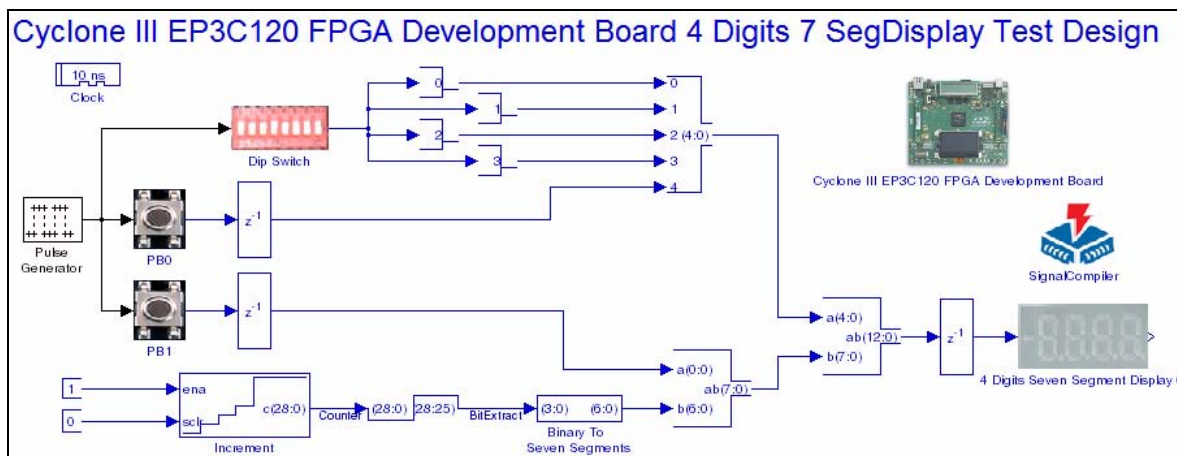 Cyclone III EP3C120 FPGA Development Board 4 Digits 7 SegDisplay Test Design
10 ns
Clock
Dip Switch
0
1
2
3
0
1
2 (4:0)
3
4
Cyclone III EP3C120 FPGA Development Board
Pulse
Generator
PB0
z-1
SignalCompiler
PB1
z-1
a(4:0)
ab(12:0)
b(7:0)
z-1
4 Digits Seven Segment Display
a(0:0)
ab(7:0)
b(6:0)
1
0
ena
sclr
c(28:0)
Increment
Counter
(28:0)
28:25)
BitExtract
(3:0)
(6:0)
Binary To
Seven Segments